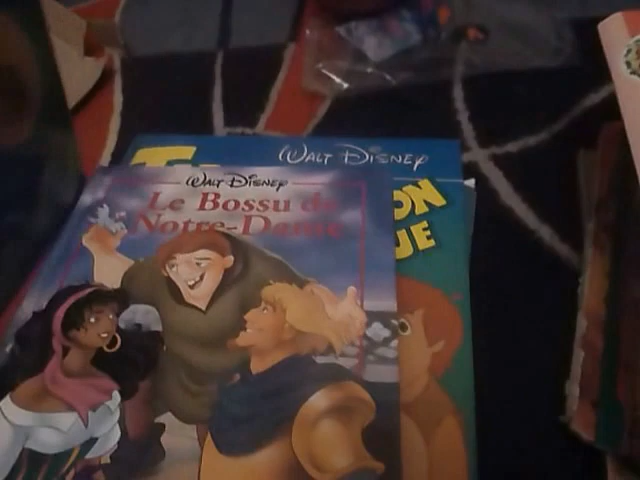 WALT DISNEY
WALT DISNEY
Le Bossu de
Notre-Dame
ON
UE